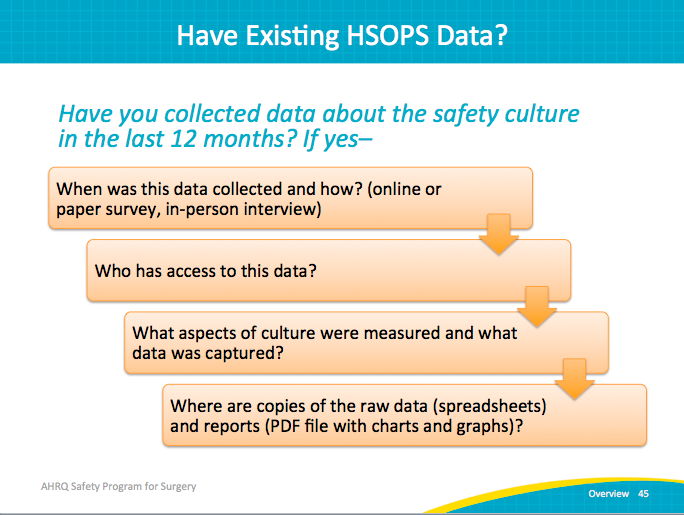 Have Existing HSOPS Data?
Have you collected data about the safety culture
in the last 12 months? If yes–
When was this data collected and how? (online or
paper survey, in-person interview)
Who has access to this data?
What aspects of culture were measured and what
data was captured?
Where are copies of the raw data (spreadsheets)
and reports (PDF file with charts and graphs)?
AHRQ Safety Program for Surgery
Overview 45